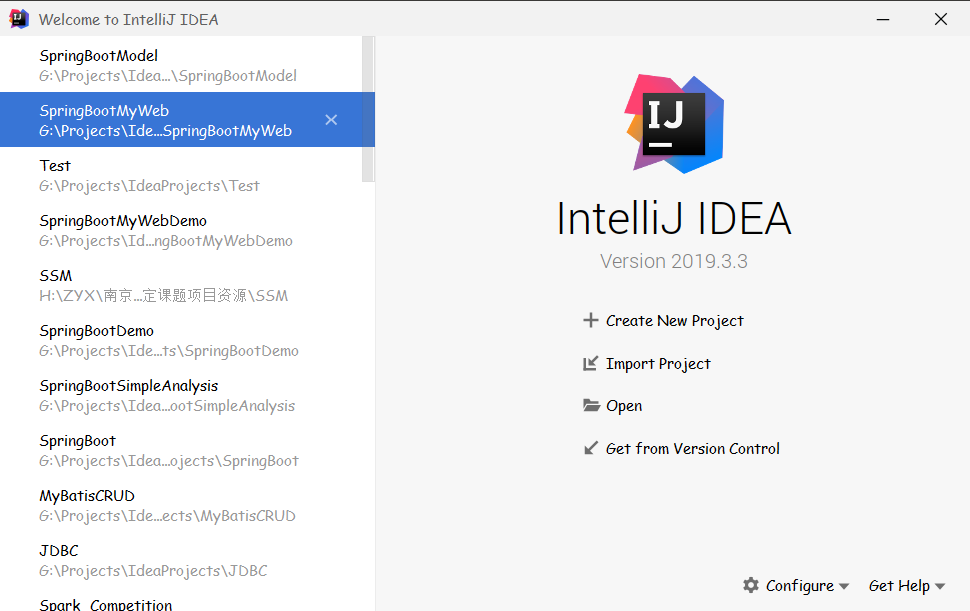 Welcome to IntelliJ IDEA
SpringBootModel
G:\Projects\Idea...\SpringBootModel
SpringBootMyWeb
G:\Projects\Ide...SpringBootMyWeb
Test
G:\Projects\IdeaProjects\Test
SpringBootMyWebDemo
G:\Projects\Id...ngBootMyWebDemo
SSM
H:\ZYX\南京...定课题项目资源\SSM
SpringBootDemo
G:\Projects\Ide...ts\SpringBootDemo
SpringBootSimpleAnalysis
G:\Projects\Idea...ootSimpleAnalysis
SpringBoot
G:\Projects\Idea...ojects\SpringBoot
MyBatisCRUD
G:\Projects\Ide...ects\MyBatisCRUD
JDBC
G:\Projects\IdeaProjects\JDBC
Spark_Competition
IJ
IntelliJ IDEA
Version 2019.3.3
Create New Project
Import Project
Open
Get from Version Control
Configure
Get Help